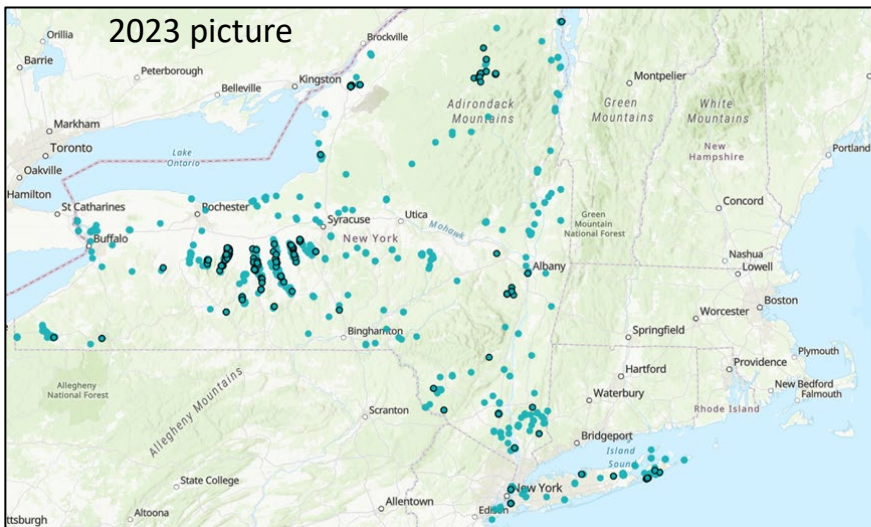 2023 picture
Orillia
Brockville
Barrie
Peterborough
Kingston
Belleville
Montpelier
Adirondack
Mountains
Green
Mountains
White
Mountains
Markham
Toronto
Lake
Ontario
Oakville
Hamilton
New
Hampshire
Portland
St Catharines
Rochester
Syracuse
Utica
Mohawk
Concord
Buffalo
New York
Green
Mountain
National Forest
Albany
Nashua
Lowell
Boston
Worcester
Binghamton
Springfield
Plymouth
Allegheny
National Forest
Hartford
Providence
New Bedford
Falmouth
Waterbury
Rhode Island
Allegheny Mountains
Scranton
Bridgeport
Island
Sound
State College
New York
Allentown
Altoona
ttsburgh